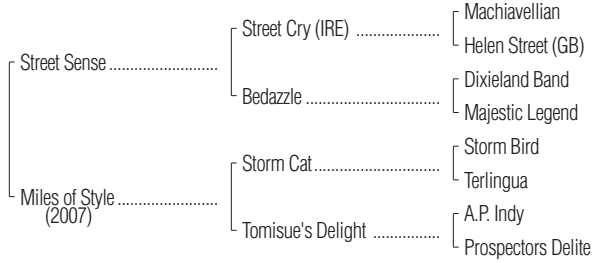 Machiavellian
Street Cry (IRE) ....................
Helen Street (GB)
Street Sense ..........................
Dixieland Band
Bedazzle ................................
Majestic Legend
Storm Bird
Storm Cat..............................
Terlingua
Miles of Style ........................
(2007)
A.P. Indy
Tomisue's Delight ................
Prospectors Delite